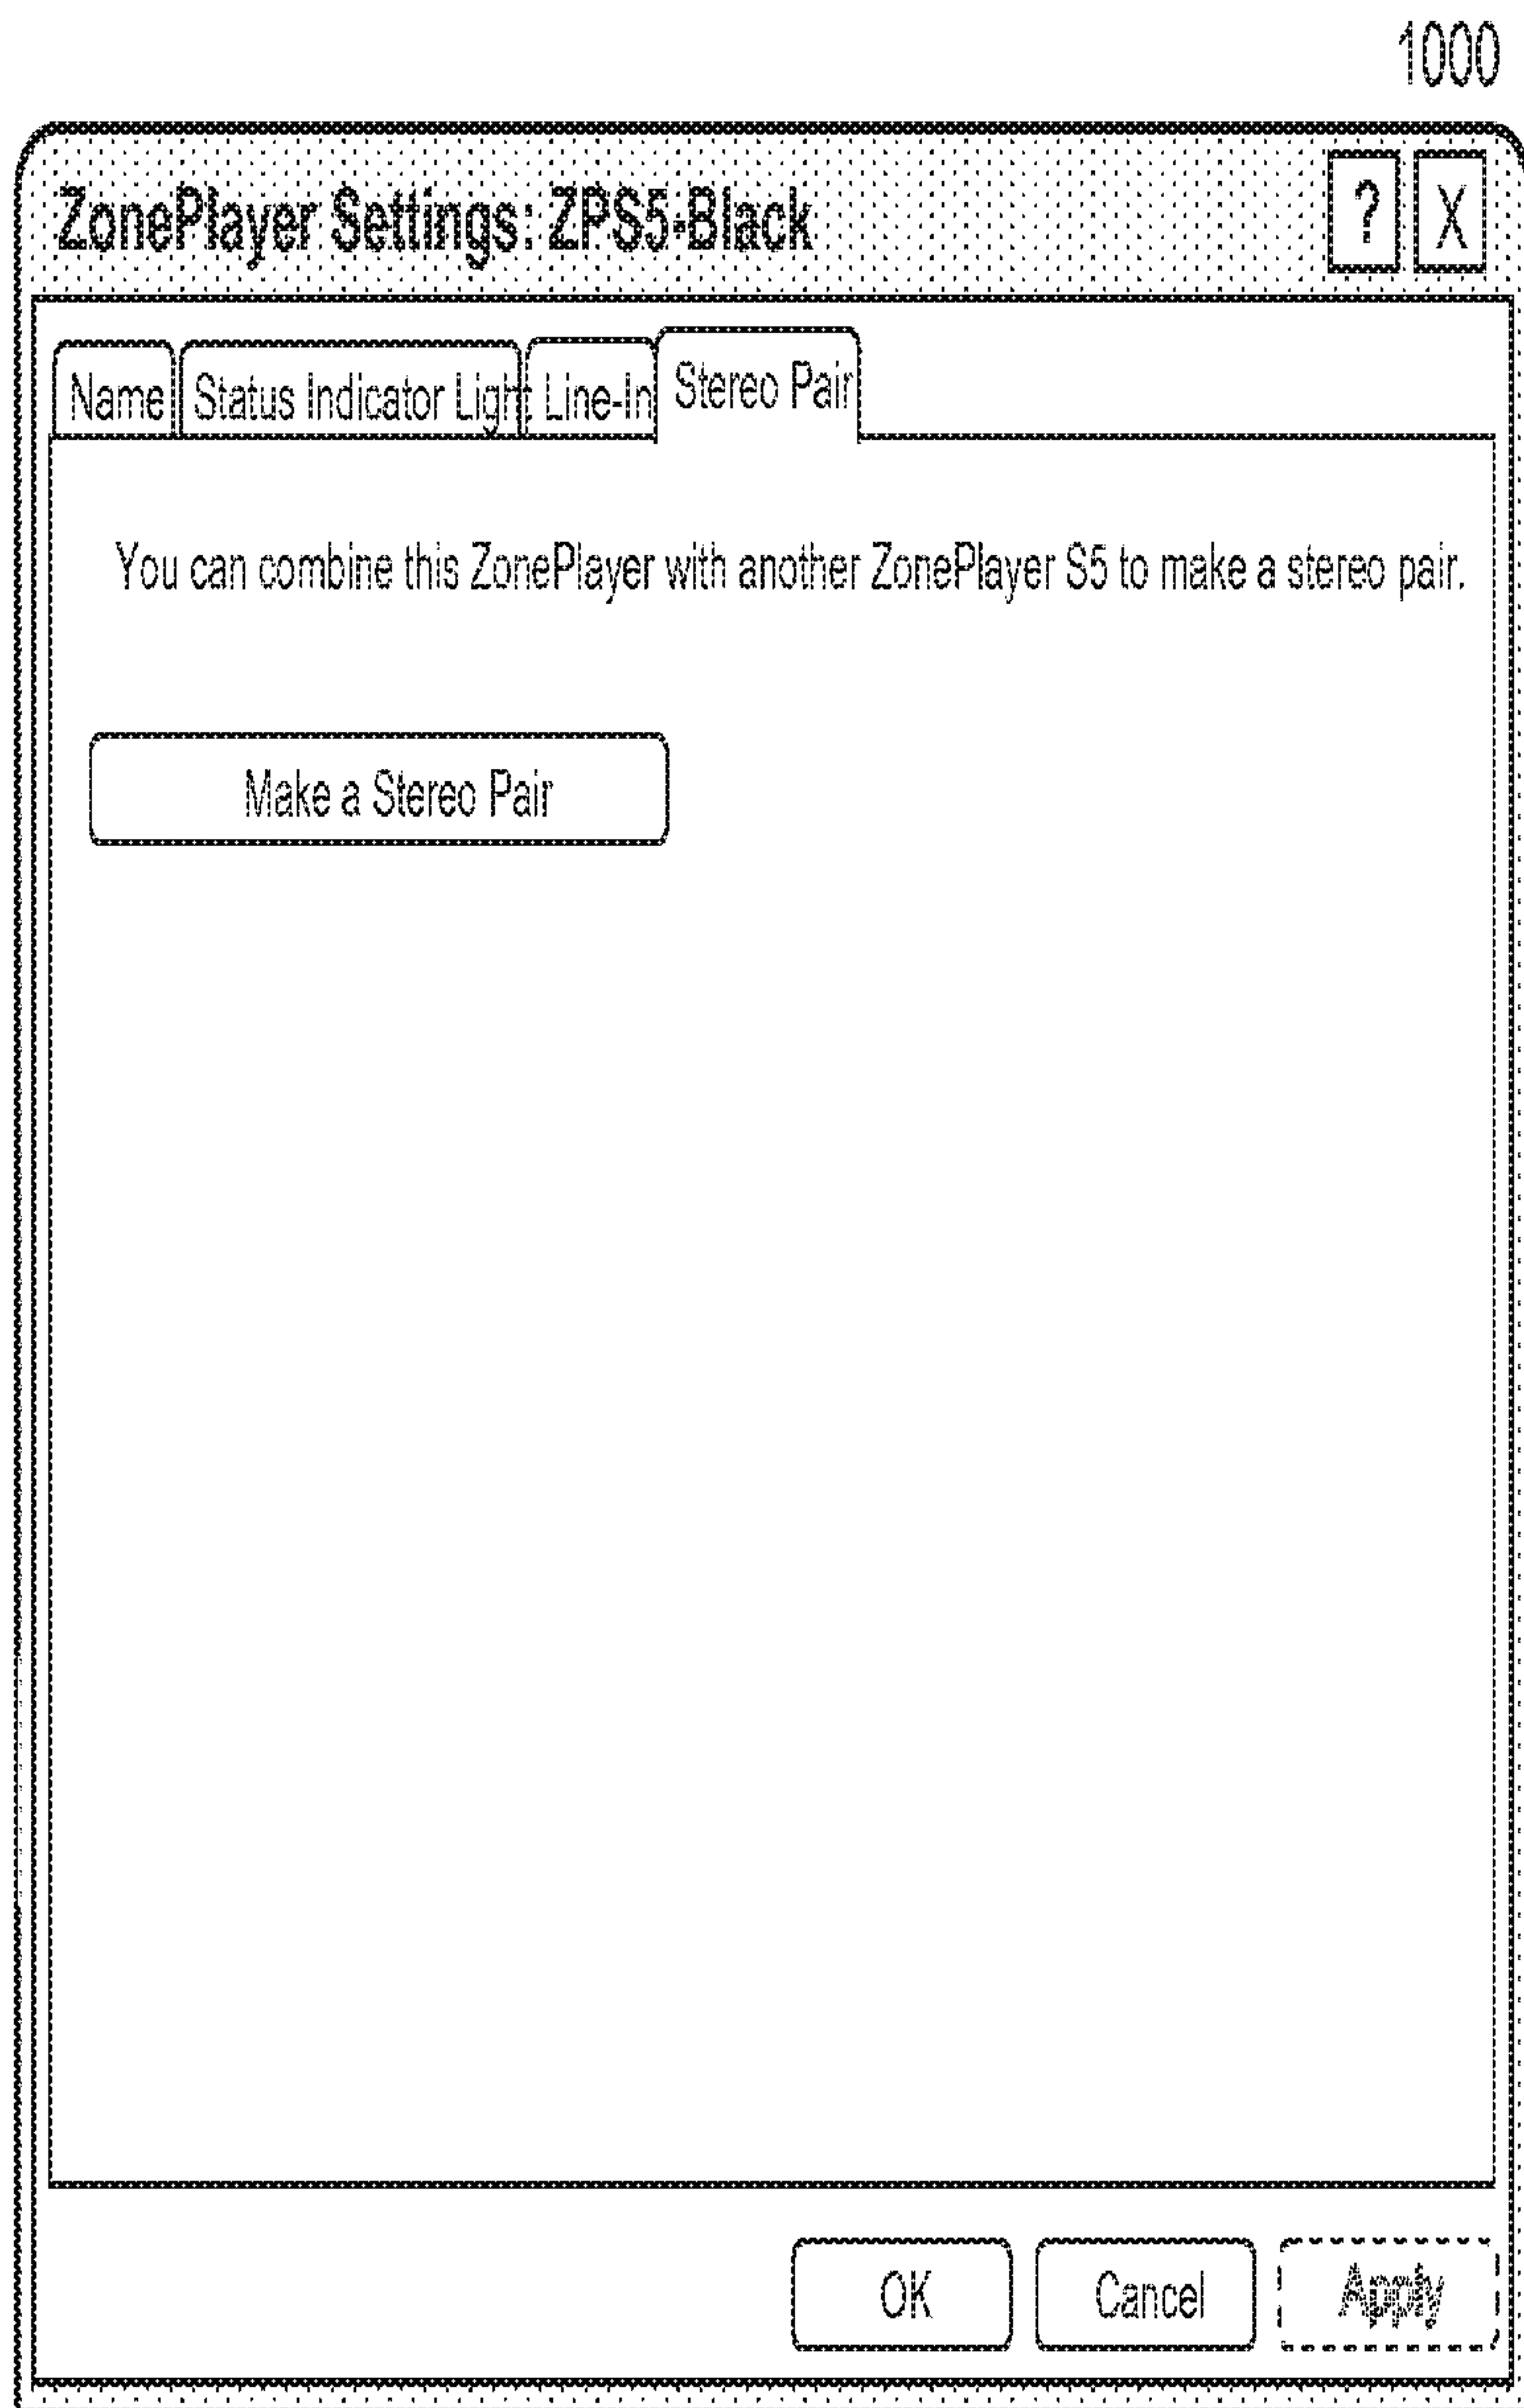 1000
ZonePlayer Settings: ZPS5-Black ? X
Name Status Indicator Light Line-In Stereo Pair
You can combine this ZonePlayer with another ZonePlayer S5 to make a stereo pair.
Make a Stereo Pair
OK Cancel Apply